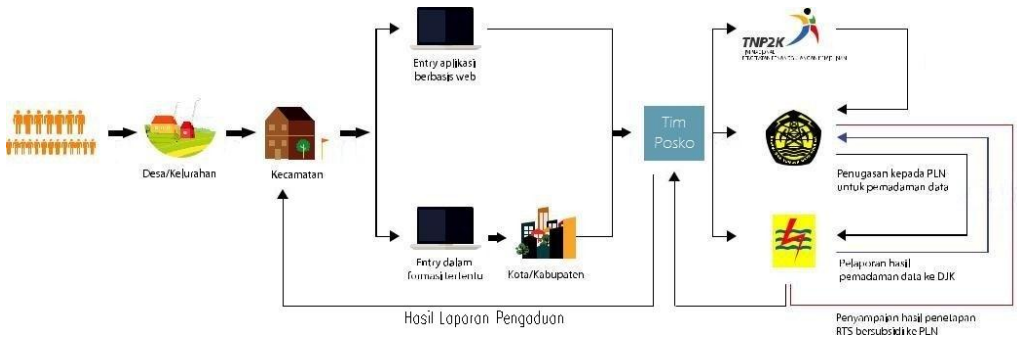 Entry aplikasi
berbasis web
TNP2K
Tim
Posko
Desa/Kelurahan
Kecamatan
Penugasan kepada PLN
untuk pemadaman data
Entry dalam
formasi tertentu
Kota/Kabupaten
Pelaporan hasil
pemadaman data ke DJK
Hasil Laporan Pengaduan
Penyampaian hasil penetapan
RTS bersubsidi ke PLN